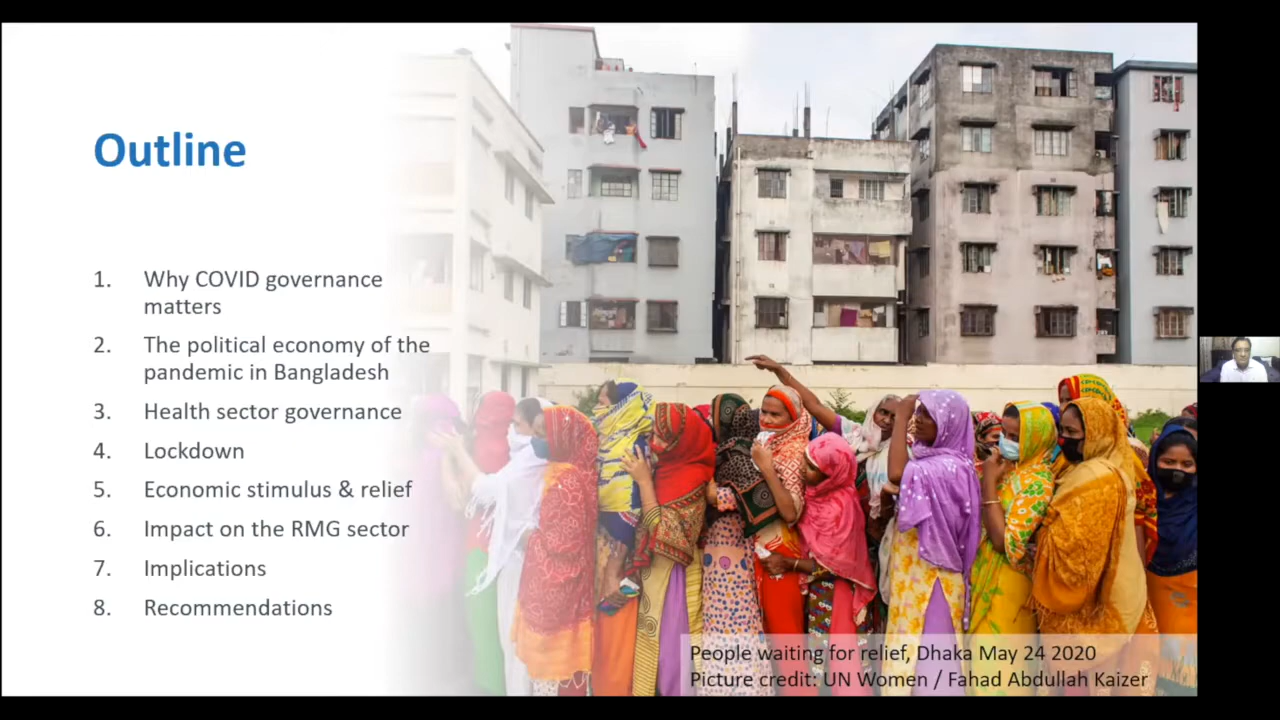 Outline
1. Why COVID governance
matters
2. The political economy of the
pandemic in Bangladesh
3. Health sector governance
4. Lockdown
5. Economic stimulus & relief
6. Impact on the RMG sector
7. Implications
8. Recommendations
People waiting for relief, Dhaka May 24 2020
Picture credit: UN Women / Fahad Abdullah Kaizer